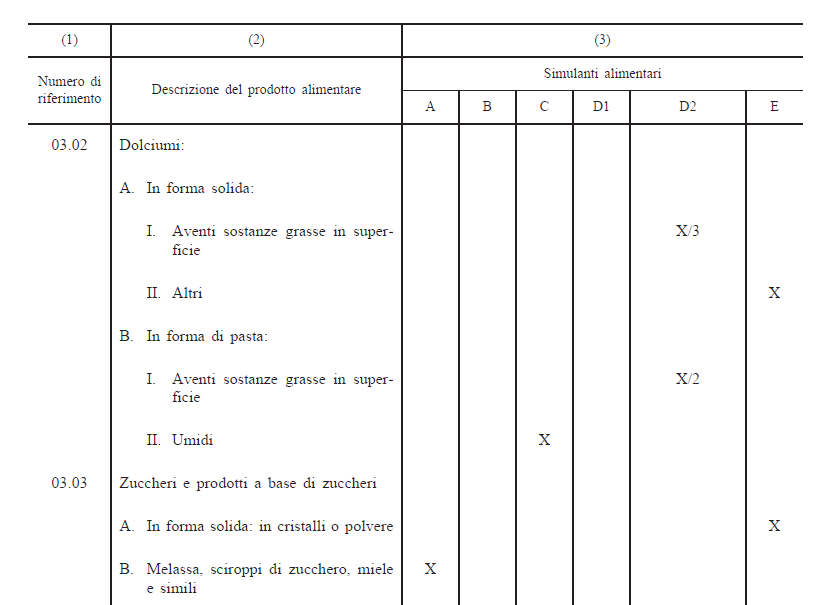 (1) (2) (3)
Numero di riferimento Descrizione del prodotto alimentare Simulanti alimentari
A B C D1 D2 E
03.02 Dolciumi:
A. In forma solida:
I. Aventi sostanze grasse in super- X/3
ficie
II. Altri X
B. In forma di pasta:
I. Aventi sostanze grasse in super- X/2
ficie
II. Umidi X
03.03 Zuccheri e prodotti a base di zuccheri
A. In forma solida: in cristalli o polvere X
B. Melassa, sciroppi di zucchero, miele X
e simili